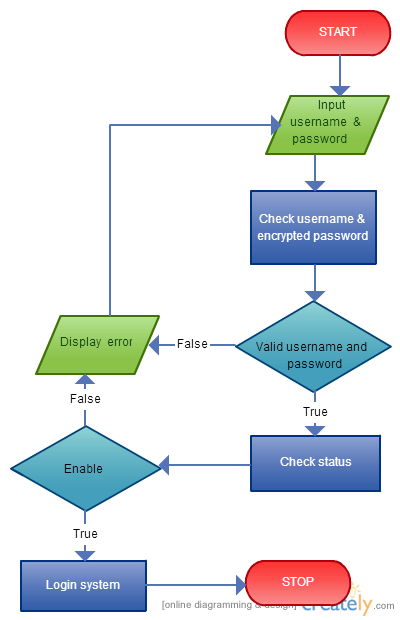 START
Input
username &
password
Check username &
encrypted password
Display error
False
Valid username and
password
False
True
Enable
Check status
True
Login system
STOP
[online diagramming & design] creately.com